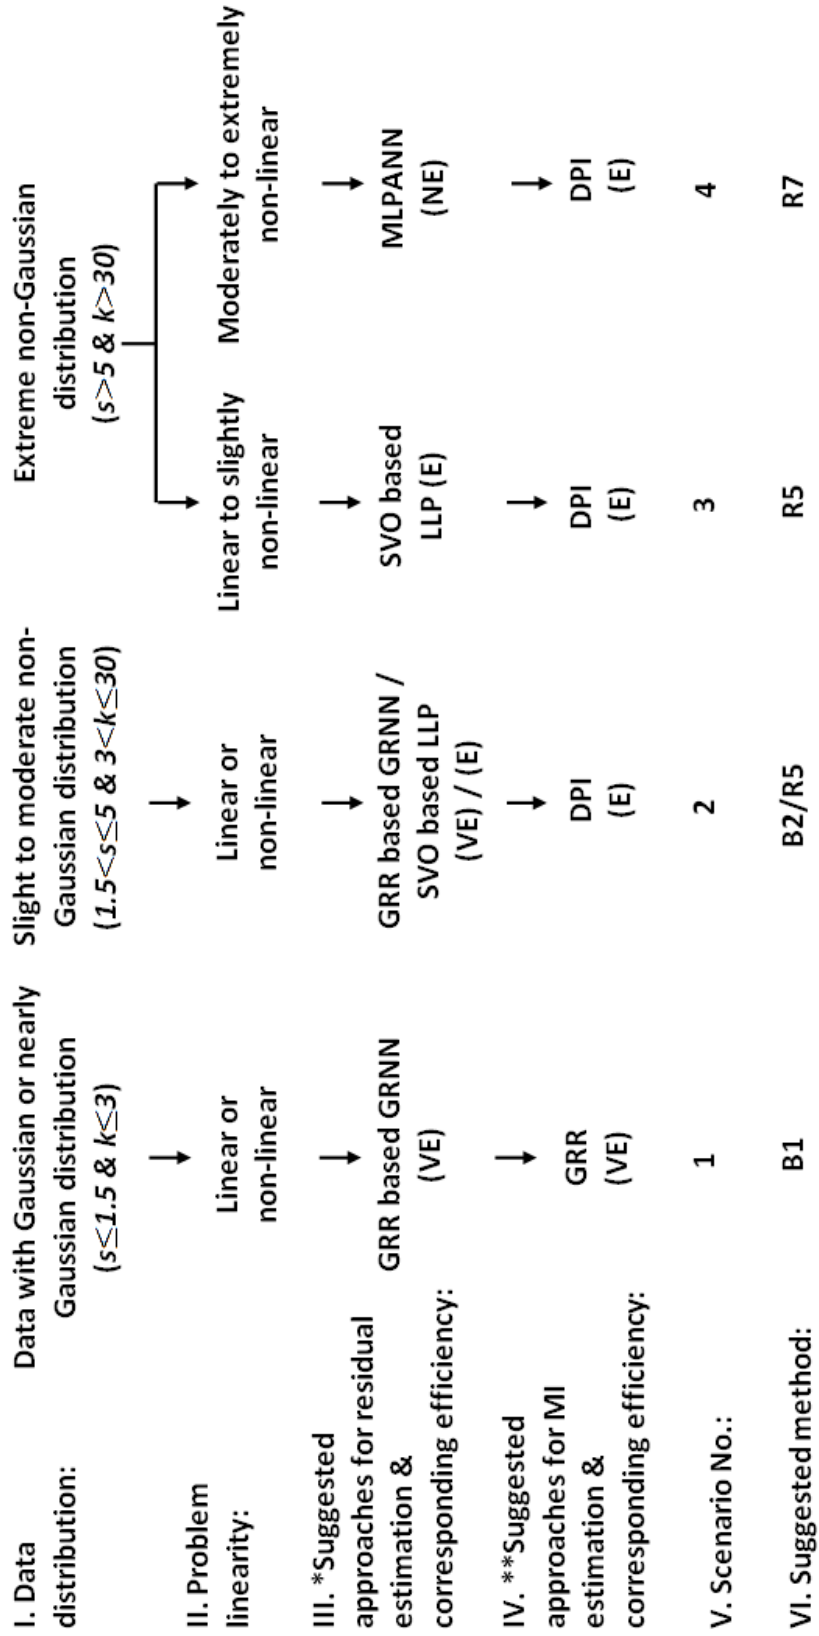 I. Data
distribution:
Data with Gaussian or nearly
Gaussian distribution
(s≤1.5 & k≤3)
Slight to moderate non-
Gaussian distribution
(1.5<s≤5 & 3<k≤30)
Extreme non-Gaussian
distribution
(s>5 & k>30)
II. Problem
linearity:
Linear or
non-linear
Linear or
non-linear
Linear to slightly
non-linear
Moderately to extremely
non-linear
III. *Suggested
approaches for residual
estimation &
corresponding efficiency:
GRR based GRNN
(VE)
GRR based GRNN /
SVO based LLP
(VE) / (E)
SVO based
LLP (E)
MLPANN
(NE)
IV. **Suggested
approaches for MI
estimation &
corresponding efficiency:
GRR
(VE)
DPI
(E)
DPI
(E)
DPI
(E)
V. Scenario No.:
1
2
3
4
VI. Suggested method:
B1
B2/R5
R5
R7